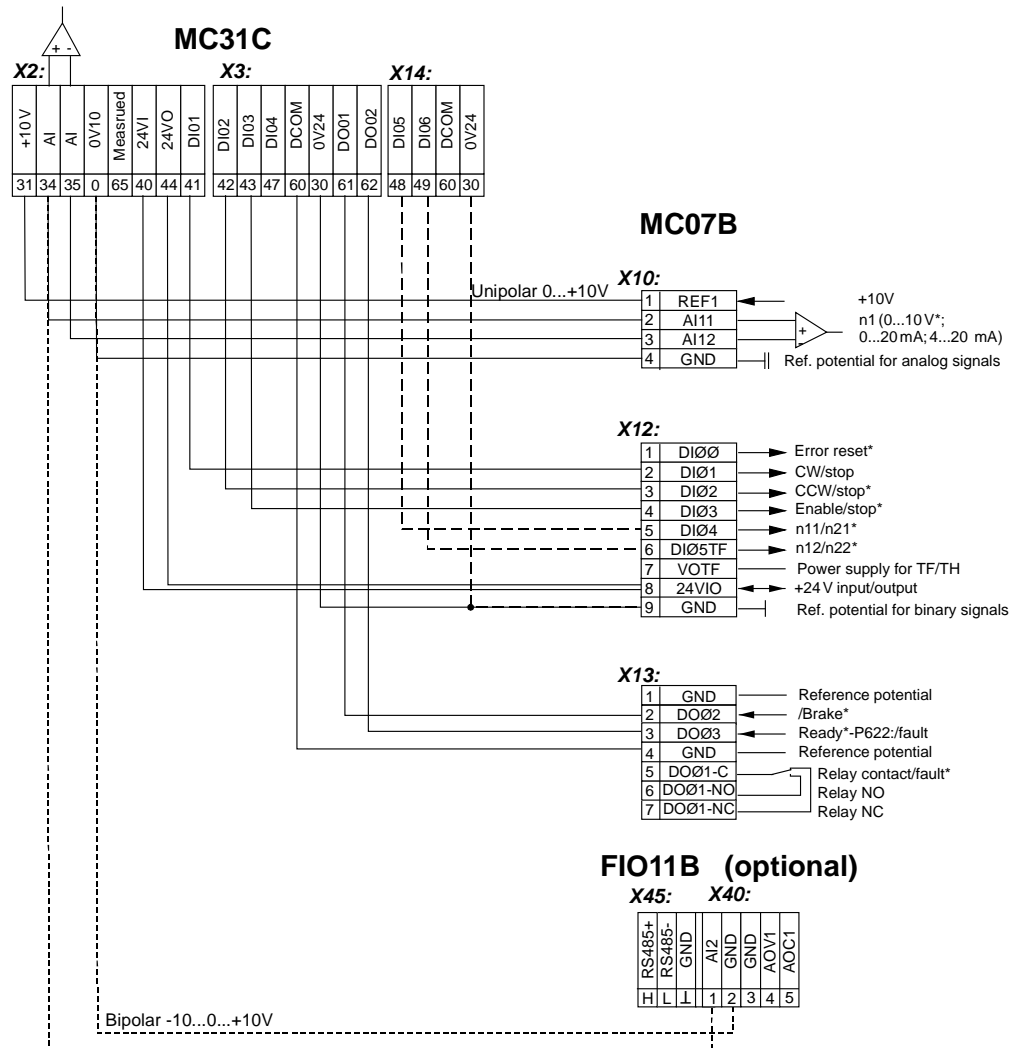 MC31C
+ -
X2: X3: X14:
+10V AI AI 0V10 Measrued 24VI 24VO DI01 DI02 DI03 DI04 DCOM 0V24 DO01 DO02 DI05 DI06 DCOM 0V24
31 34 35 0 65 40 44 41 42 43 47 60 30 61 62 48 49 60 30
MC07B
X10:
Unipolar 0...+10V
1 REF1 +10V
2 AI11 n1 (0...10V*;
3 AI12 + - 0...20mA; 4...20 mA)
4 GND Ref. potential for analog signals
X12:
1 DIØØ Error reset*
2 DIØ1 CW/stop
3 DIØ2 CCW/stop*
4 DIØ3 Enable/stop*
5 DIØ4 n11/n21*
6 DIØ5TF n12/n22*
7 VOTF Power supply for TF/TH
8 24VIO +24V input/output
9 GND Ref. potential for binary signals
X13:
1 GND Reference potential
2 DOØ2 /Brake*
3 DOØ3 Ready*-P622:/fault
4 GND Reference potential
5 DOØ1-C Relay contact/fault*
6 DOØ1-NO Relay NO
7 DOØ1-NC Relay NC
FIO11B (optional)
X45: X40:
RS485+ RS485- GND AI2 GND GND AOV1 AOC1
H L ⊥ 1 2 3 4 5
Bipolar -10...0...+10V